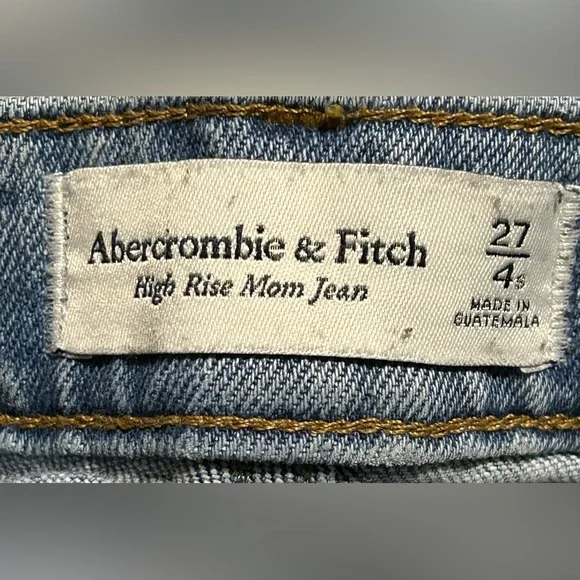 Abercrombie & Fitch
High Rise Mom Jean
27
4s
MADE IN
GUATEMALA